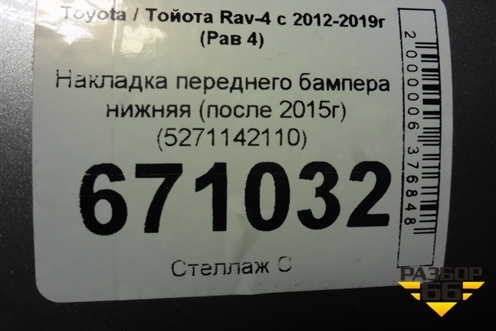 Toyota / Тойота Rav-4 с 2012-2019г
(Рав 4)
Накладка переднего бампера
нижняя (после 2015г)
(5271142110)
671032
Стеллаж С
2000006376848
РАЗБОР
66